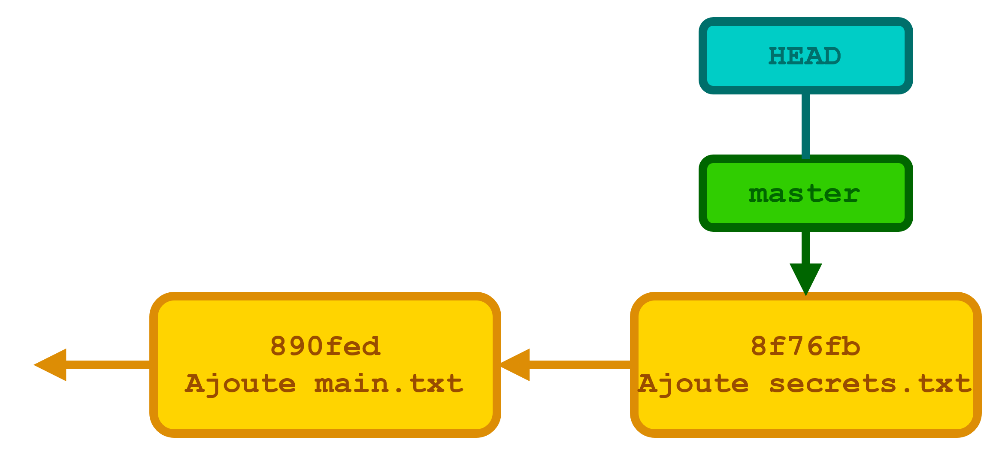 HEAD
master
890fed
Ajoute main.txt
8f76fb
Ajoute secrets.txt